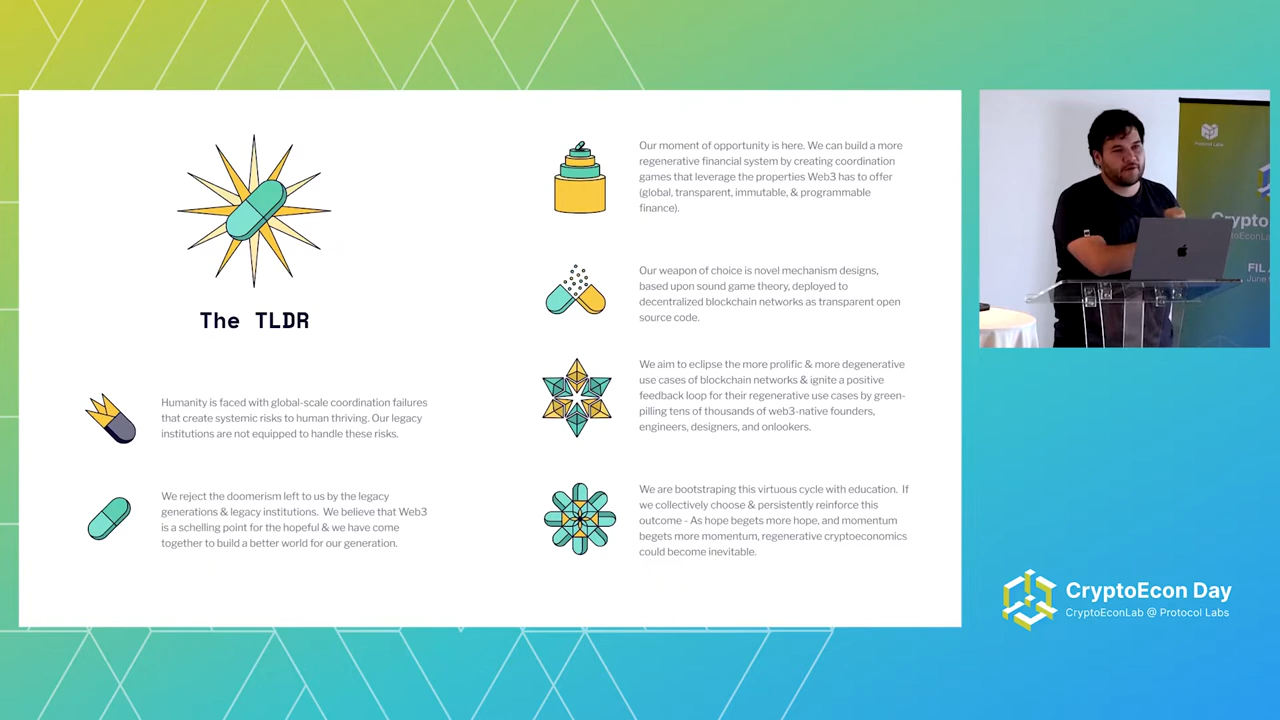 The TLDR
Humanity is faced with global-scale coordination failures
that create systemic risks to human thriving. Our legacy
institutions are not equipped to handle these risks.
We reject the doomerism left to us by the legacy
generations & legacy institutions.  We believe that Web3
is a schelling point for the hopeful & we have come
together to build a better world for our generation.
Our moment of opportunity is here. We can build a more
regenerative financial system by creating coordination
games that leverage the properties Web3 has to offer
(global, transparent, immutable, & programmable
finance).
Our weapon of choice is novel mechanism designs,
based upon sound game theory, deployed to
decentralized blockchain networks as transparent open
source code.
We aim to eclipse the more prolific & more degenerative
use cases of blockchain networks & ignite a positive
feedback loop for their regenerative use cases by green-
pilling tens of thousands of web3-native founders,
engineers, designers, and onlookers.
We are bootstraping this virtuous cycle with education.  If
we collectively choose & persistently reinforce this
outcome - As hope begets more hope, and momentum
begets more momentum, regenerative cryptoeconomics
could become inevitable.
Protocol Labs
Crypto
FIL
CryptoEcon Day
CryptoEconLab @ Protocol Labs